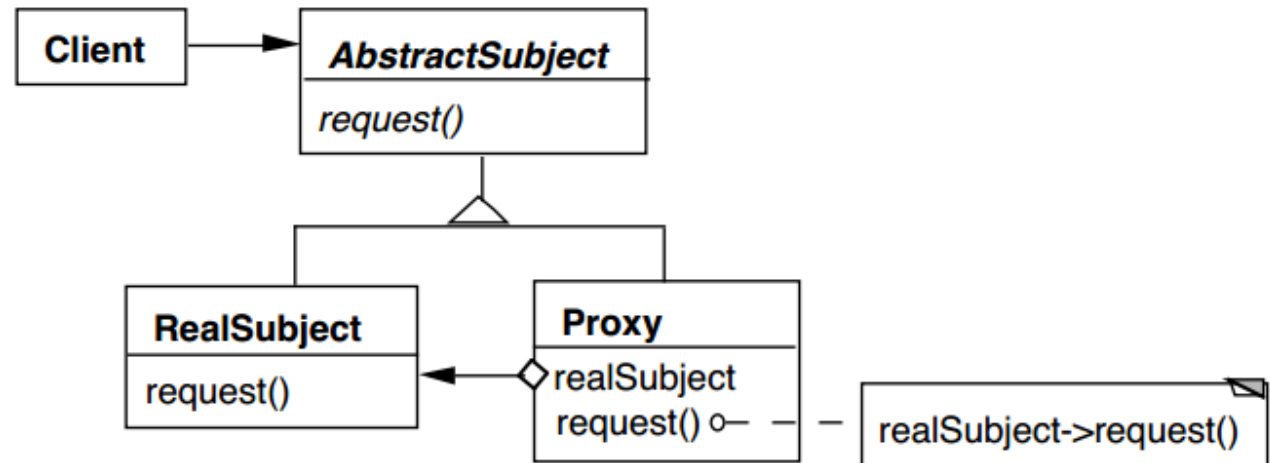 Client
AbstractSubject
request()
RealSubject
request()
Proxy
realSubject
request()
realSubject->request()